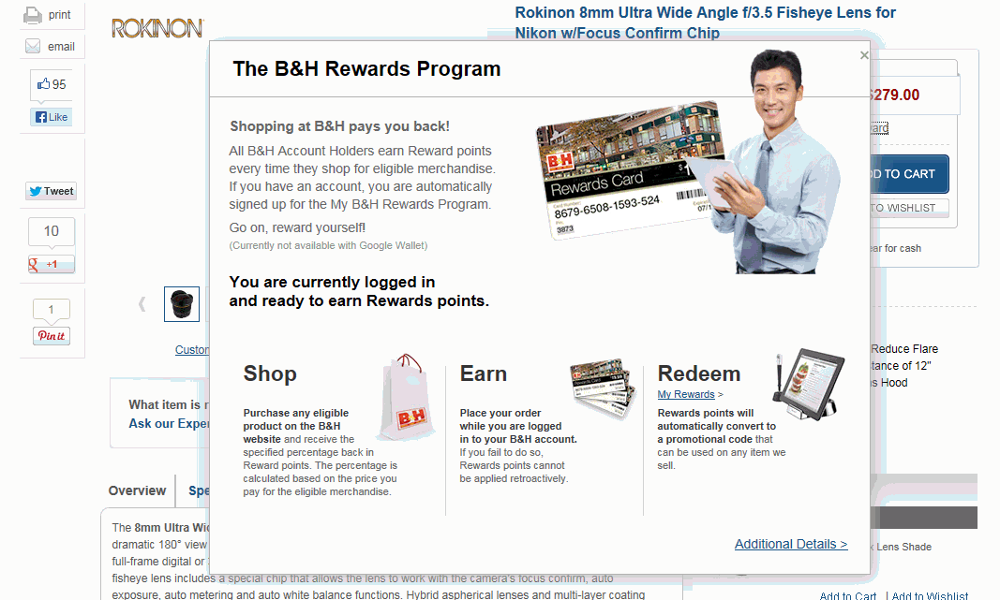 print
email
95
Like
Tweet
10
+1
1
Pin it
ROKINON
Rokinon 8mm Ultra Wide Angle f/3.5 Fisheye Lens for
Nikon w/Focus Confirm Chip
$279.00
TO CART
TO WISHLIST
for cash
Reduce Flare
of 12"
Hood
What item is
Ask our
Overview
The 8mm Ultra
dramatic 180° view
full-frame digital or
fisheye lens includes a special chip that allows the lens to work with the camera's focus confirm, auto
exposure, auto metering and auto white balance functions. Hybrid aspherical lenses and multi-layer coating
Lens Shade
Add to Cart | Add to Wishlist
The B&H Rewards Program
×
Shopping at B&H pays you back!
All B&H Account Holders earn Reward points
every time they shop for eligible merchandise.
If you have an account, you are automatically
signed up for the My B&H Rewards Program.
Go on, reward yourself!
(Currently not available with Google Wallet)
BH
Rewards Card
8679-6508-1593-524
3873
You are currently logged in
and ready to earn Rewards points.
Shop
Purchase any eligible
product on the B&H
website and receive the
specified percentage back in
Reward points. The percentage is
calculated based on the price you
pay for the eligible merchandise.
BH
Earn
Place your order
while you are logged
in to your B&H account.
If you fail to do so,
Rewards points cannot
be applied retroactively.
Redeem
My Rewards >
Rewards points will
automatically convert to
a promotional code that
can be used on any item we
sell.
Additional Details >